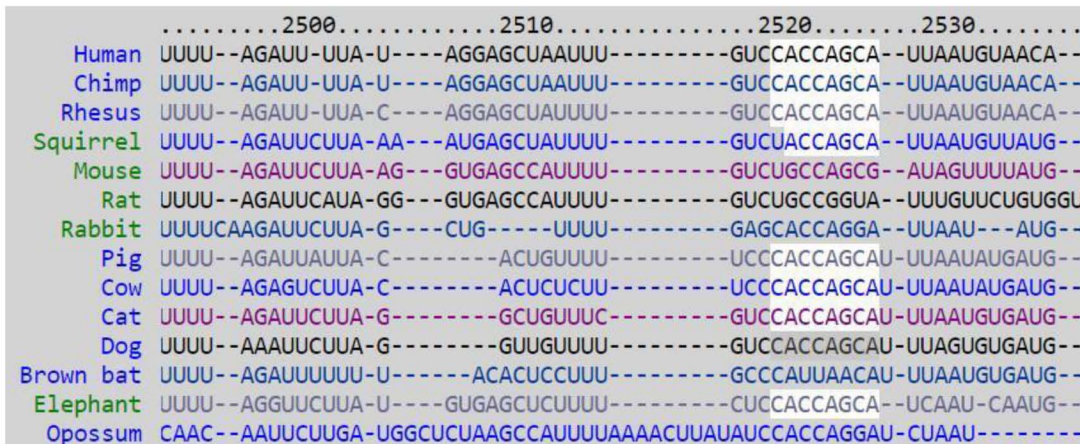 .........2500.............2510...............2520........2530........
Human UUUU--AGAUU-UUA-U----AGGAGCUAAUUU---------GUCCACCAGCA--UUAAUGUAACA--
Chimp UUUU--AGAUU-UUA-U----AGGAGCUAAUUU---------GUCCACCAGCA--UUAAUGUAACA--
Rhesus UUUU--AGAUU-UUA-C----AGGAGCUAUUUU---------GUCCACCAGCA--UUAAUGUAACA--
Squirrel UUUU--AGAUUCUUA-AA---AUGAGCUAUUUU---------GUCUACCAGCA--UUAAUGUUAUG--
Mouse UUUU--AGAUUCUUA-AG---GUGAGCCAUUUU---------GUCUGCCAGCG--AUAGUUUUAUG--
Rat UUUU--AGAUUCAUA-GG---GUGAGCCAUUUU---------GUCUGCCGGUA--UUUGUUCUGUGGU
Rabbit UUUUCAAGAUUCUUA-G----CUG-----UUUU---------GAGCACCAGGA--UUAAU---AUG--
Pig UUUU--AGAUUAUUA-C--------ACUGUUUU---------UCCCACCAGCAU-UUAAUAUGAUG--
Cow UUUU--AGAGUCUUA-C--------ACUCUCUU---------UCCCACCAGCAU-UUAAUAUGAUG--
Cat UUUU--AGAUUCUUA-G--------GCUGUUUC---------GUCCACCAGCAU-UUAAUGUGAUG--
Dog UUUU--AAAUUCUUA-G--------GUUGUUUU---------GUCCACCAGCAU-UUAGUGUGAUG--
Brown bat UUUU--AGAUUUUUU-U------ACACUCCUUU---------GCCCAUUAACAU-UUAAUGUGAUG--
Elephant UUUU--AGGUUCUUA-U----GUGAGCUCUUUU---------CUCCACCAGCA--UCAAU-CAAUG--
Opossum CAAC--AAUUCUUGA-UGGCUCUAAGCCAUUUUAAAACUUAUAUCCACCAGGAU-CUAAU--------